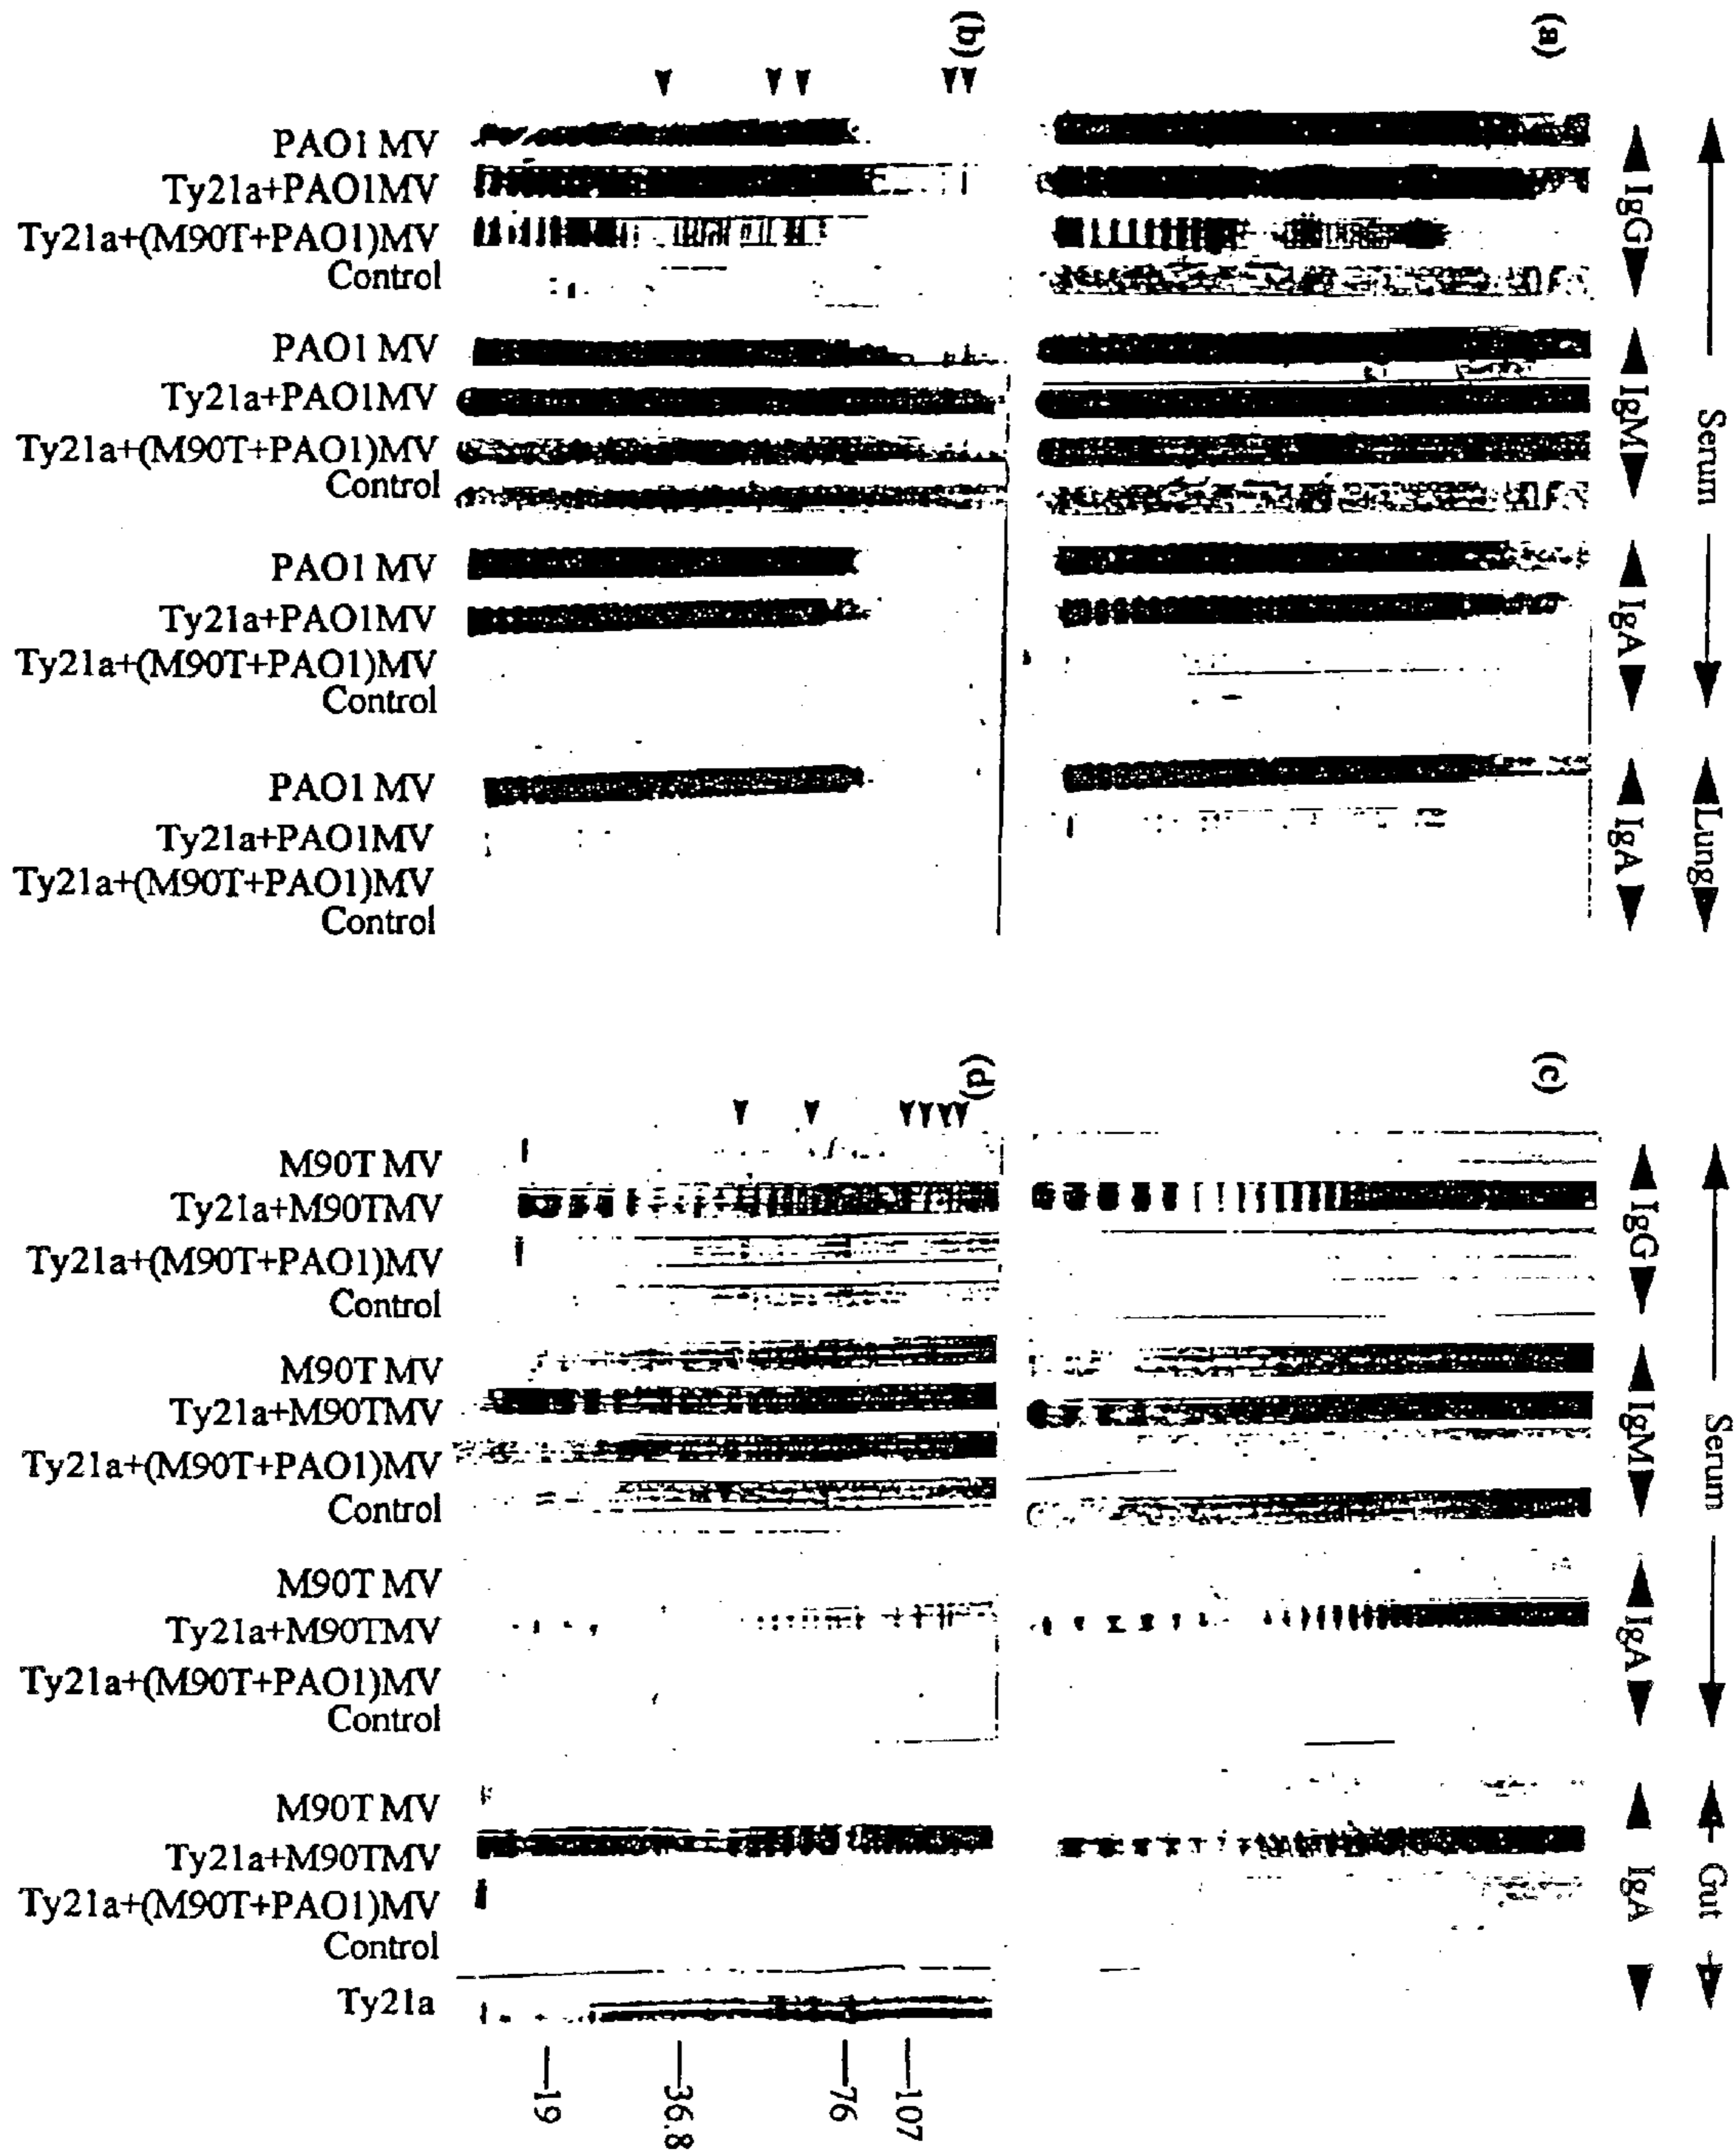 (a)
(b)
Serum
Lung
IgG
IgM
IgA
IgA
PAO1 MV
Ty21a+PAO1MV
Ty21a+(M90T+PAO1)MV
Control
PAO1 MV
Ty21a+PAO1MV
Ty21a+(M90T+PAO1)MV
Control
PAO1 MV
Ty21a+PAO1MV
Ty21a+(M90T+PAO1)MV
Control
PAO1 MV
Ty21a+PAO1MV
Ty21a+(M90T+PAO1)MV
Control
(c)
(d)
Serum
Gut
IgG
IgM
IgA
IgA
M90T MV
Ty21a+M90TMV
Ty21a+(M90T+PAO1)MV
Control
M90T MV
Ty21a+M90TMV
Ty21a+(M90T+PAO1)MV
Control
M90T MV
Ty21a+M90TMV
Ty21a+(M90T+PAO1)MV
Control
M90T MV
Ty21a+M90TMV
Ty21a+(M90T+PAO1)MV
Control
Ty21a
107
76
36.8
19